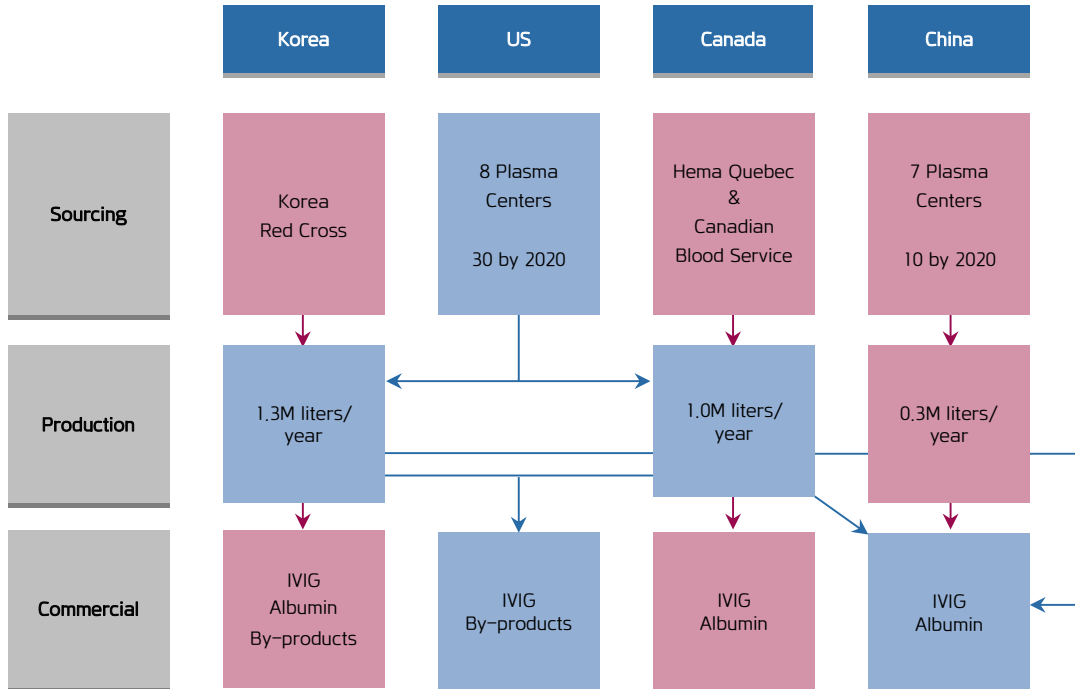 Korea
US
Canada
China
Sourcing
Korea
Red Cross
8 Plasma
Centers
30 by 2020
Hema Quebec
&
Canadian
Blood Service
7 Plasma
Centers
10 by 2020
Production
1.3M liters/
year
1.0M liters/
year
0.3M liters/
year
Commercial
IVIG
Albumin
By-products
IVIG
By-products
IVIG
Albumin
IVIG
Albumin